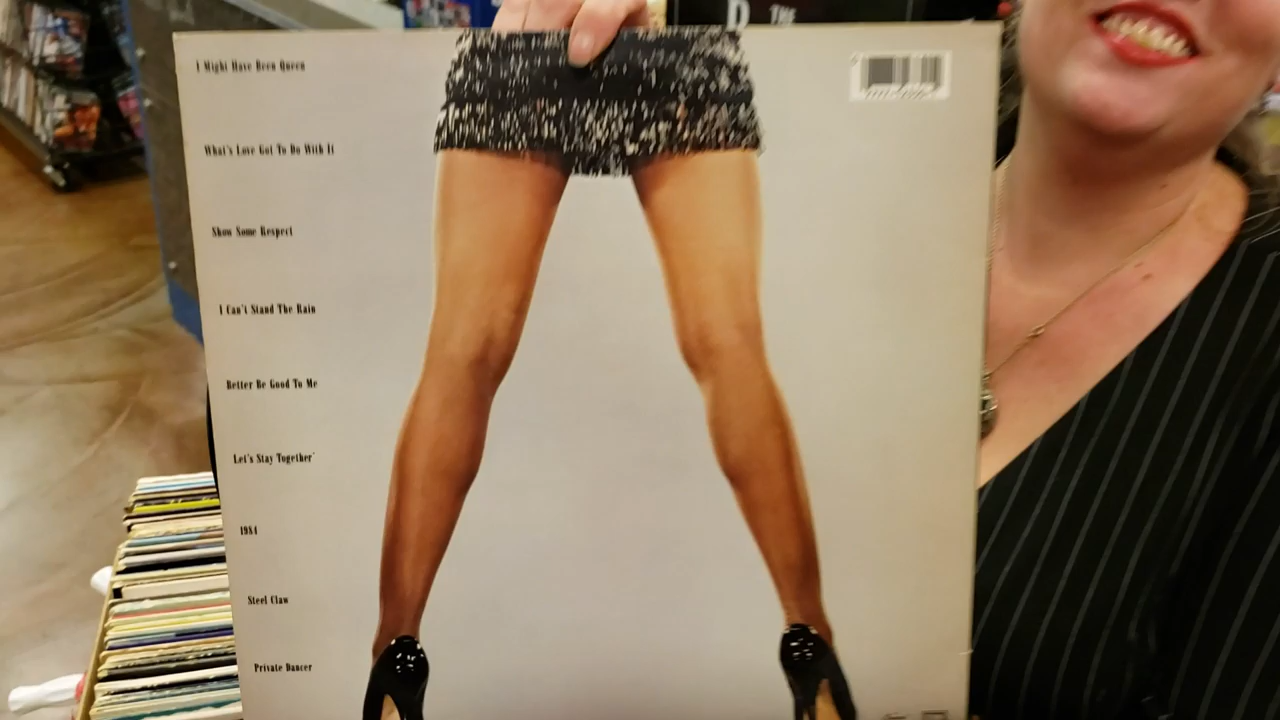 D THE
I Might Have Been Queen
What's Love Got To Do With It
Show Some Respect
I Can't Stand The Rain
Better Be Good To Me
Let's Stay Together
1984
Steel Claw
Private Dancer